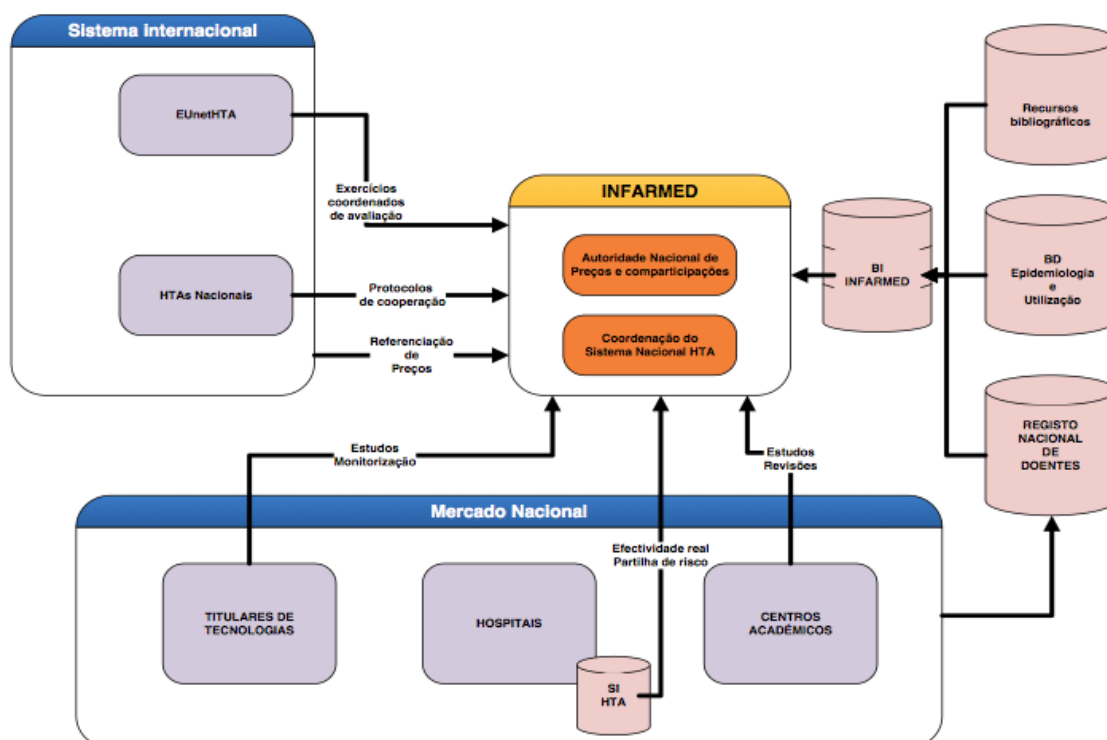 Sistema internacional
EUnetHTA
HTAs Nacionais
Exercícios
coordenados
de avaliação
Protocolos
de cooperação
Referenciação
de
Preços
INFARMED
Autoridade Nacional de
Preços e comparticipações
Coordenação do
Sistema Nacional HTA
BI
INFARMED
Recursos
bibliográficos
BD
Epidemiologia
e
Utilização
REGISTO
NACIONAL
DE
DOENTES
Estudos
Monitorização
Estudos
Revisões
Mercado Nacional
Efectividade real
Partilha de risco
TITULARES DE
TECNOLOGIAS
HOSPITAIS
SI
HTA
CENTROS
ACADÉMICOS